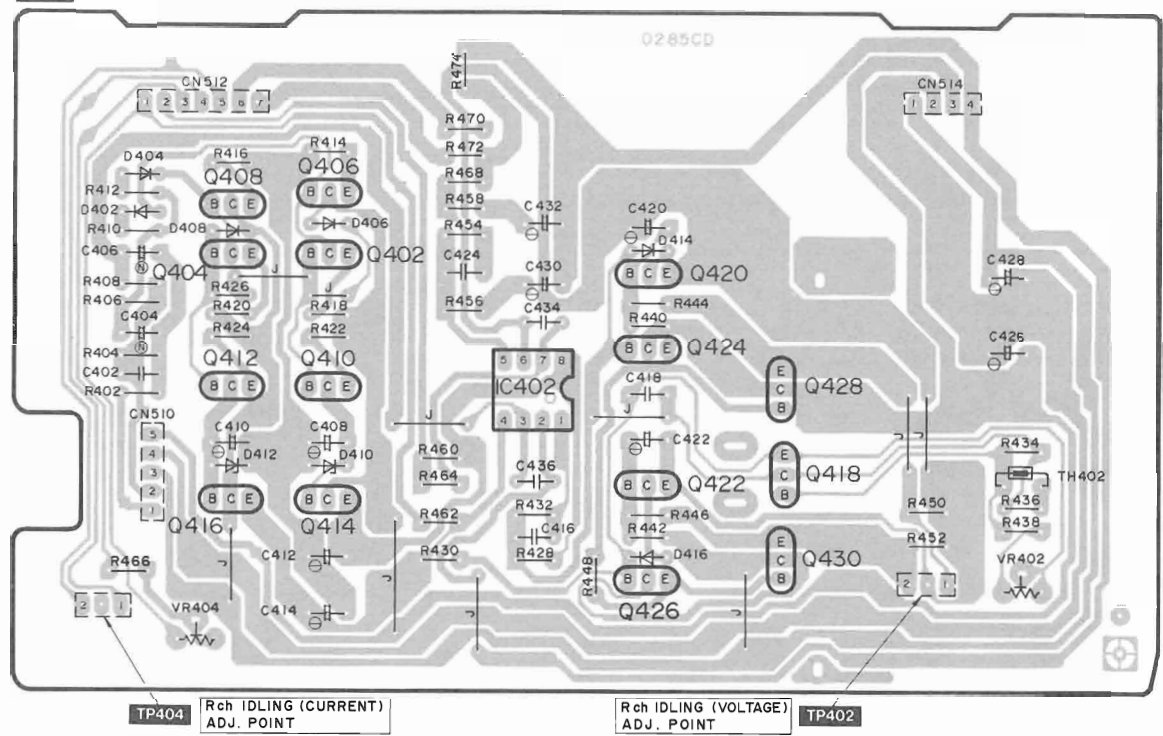 0285CD
R474
CN512
1 2 3 4 5 6 7
CN514
1 2 3 4
R470
R414
R416
D404
Q406
Q408
R472
R468
B C E
R412
B C E
R458
D402
C432
C420
R410
D408
D406
R454
D414
C406
B C E
B C E
Q402
N
Q404
J
C424
B C E
Q420
C430
C428
R408
R426
J
R406
R420
R418
R456
R444
C404
C434
R440
R424
R422
N
R404
Q412
Q410
5 6 7 8
B C E
Q424
C426
C402
B C E
B C E
IC402
E C B
Q428
R402
C418
CN510
4 3 2 1
J
J
J J
5
4
3
2
1
C410
C408
C422
R434
D412
D410
R460
E C B
Q418
TH402
R464
C436
B C E
Q422
B C E
B C E
R450
R436
Q416
Q414
R462
R432
R446
R438
C416
R442
C412
R430
R428
D416
R452
E C B
Q430
VR402
R466
J
J
R448
B C E
2 1
2 1
VR404
C414
J
Q426
J
TP404
Rch IDLING (CURRENT)
ADJ. POINT
Rch IDLING (VOLTAGE)
ADJ. POINT
TP402